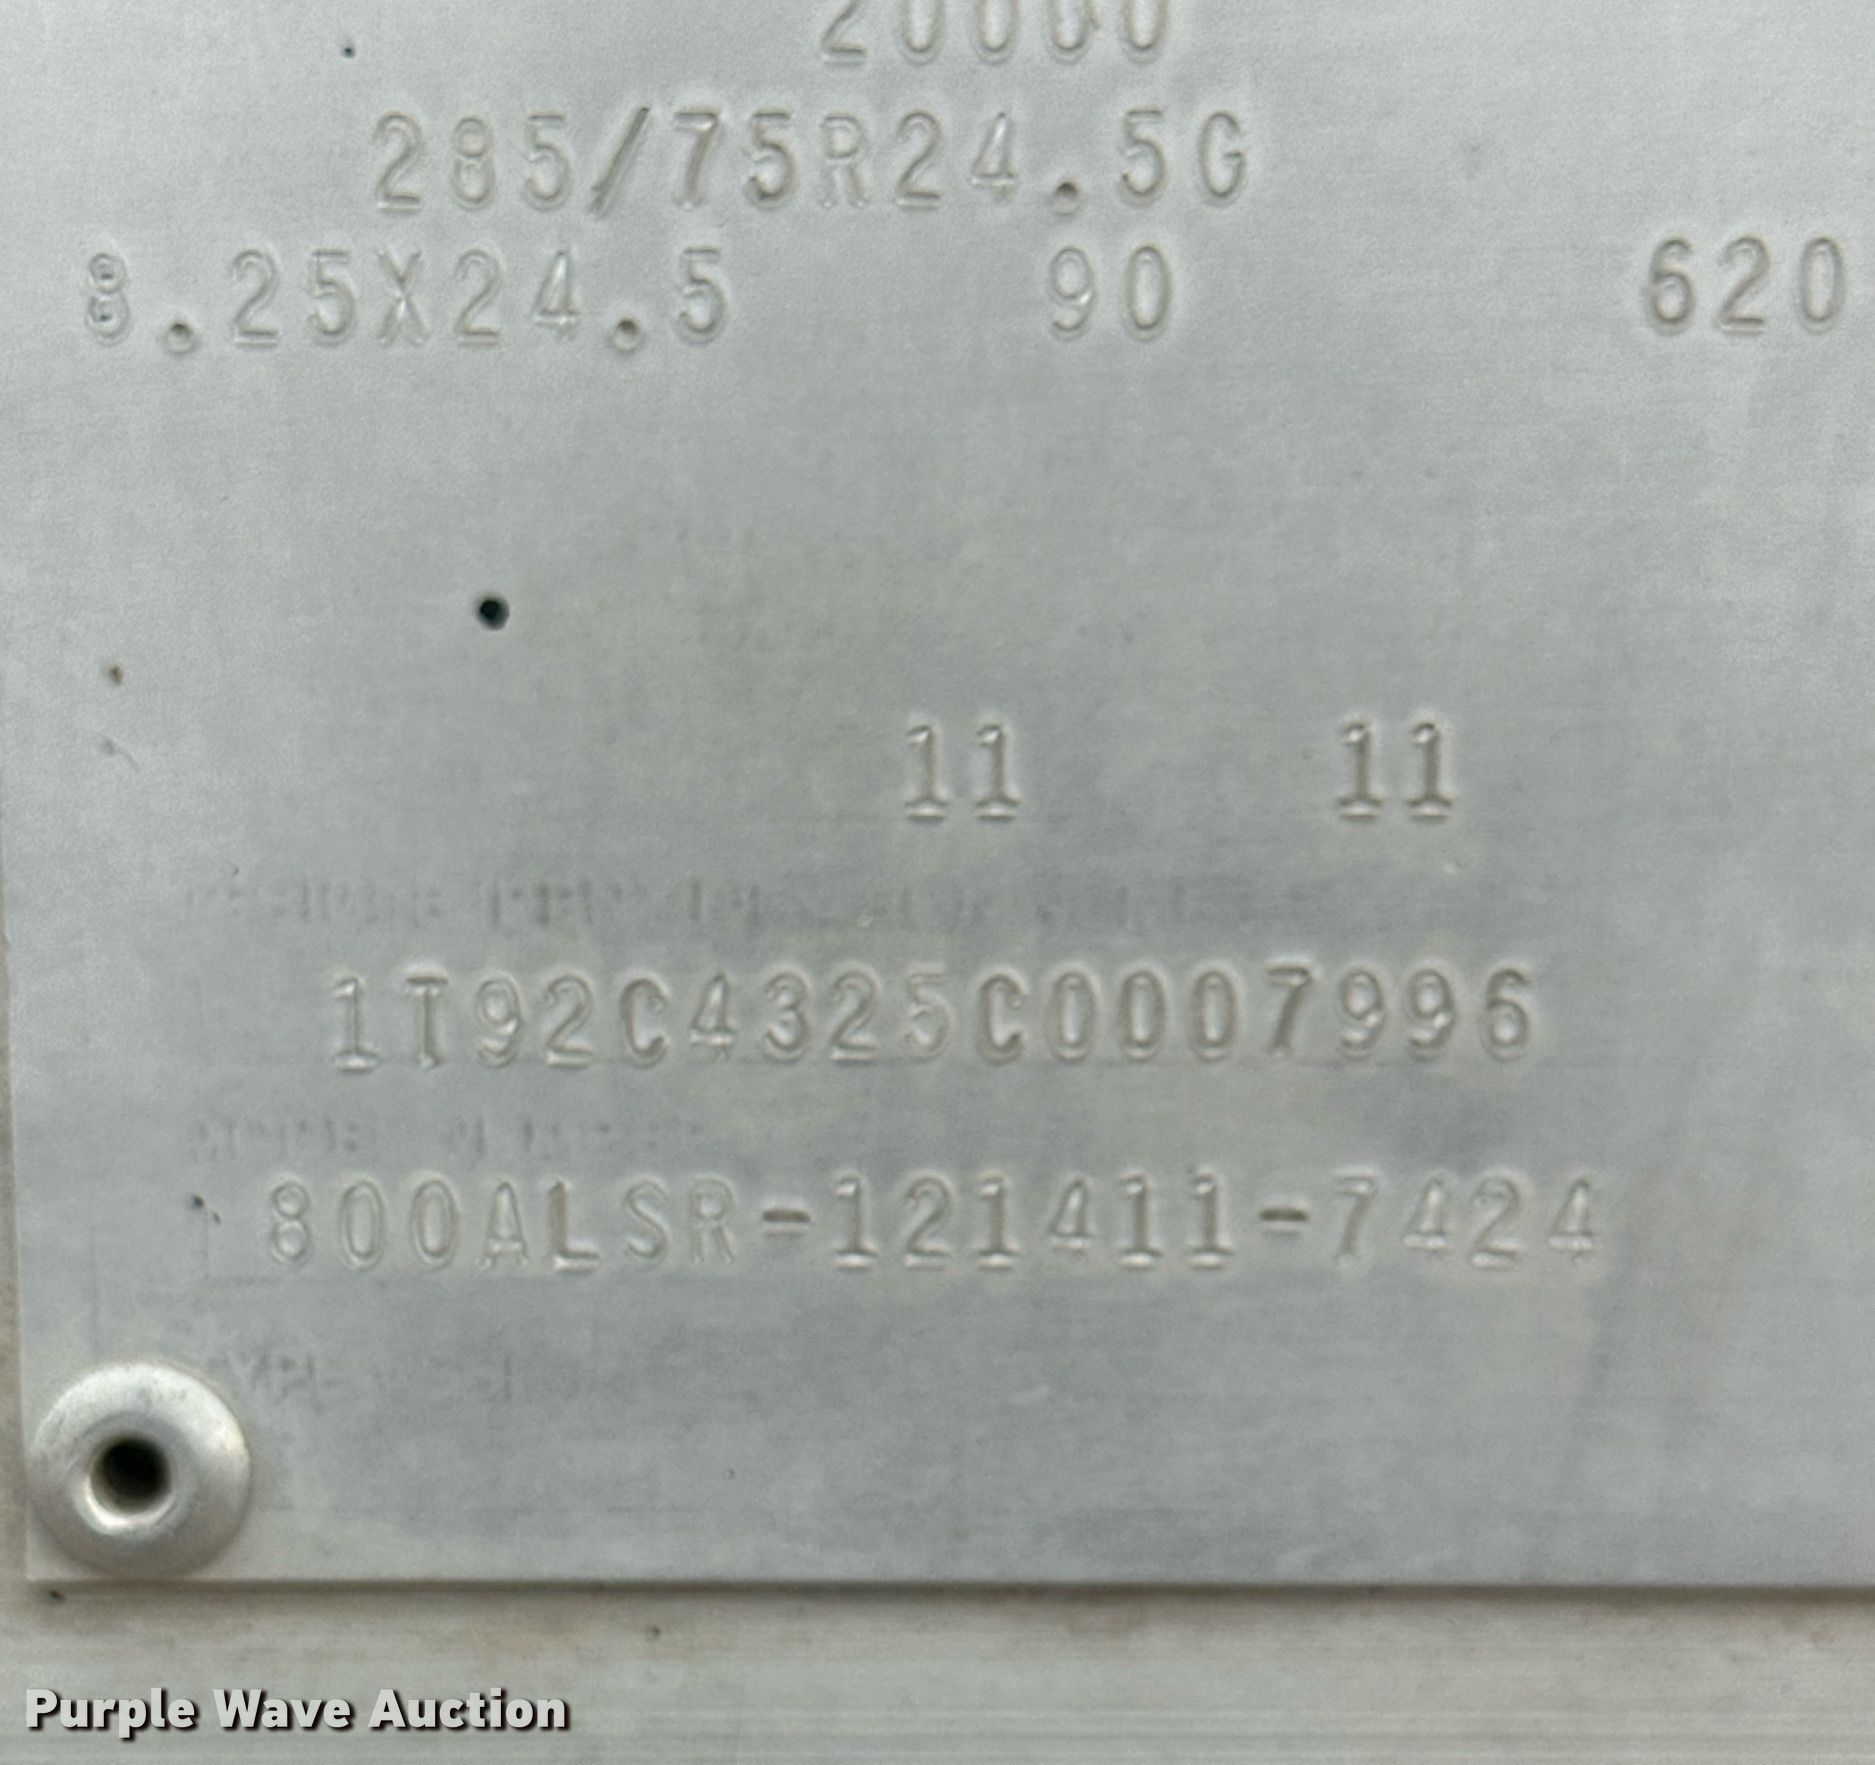 20000
285/75R24.5G
8.25X24.5 90 620
11 11
1T92C4325C0007996
800ALSR-121411-7424
Purple Wave Auction